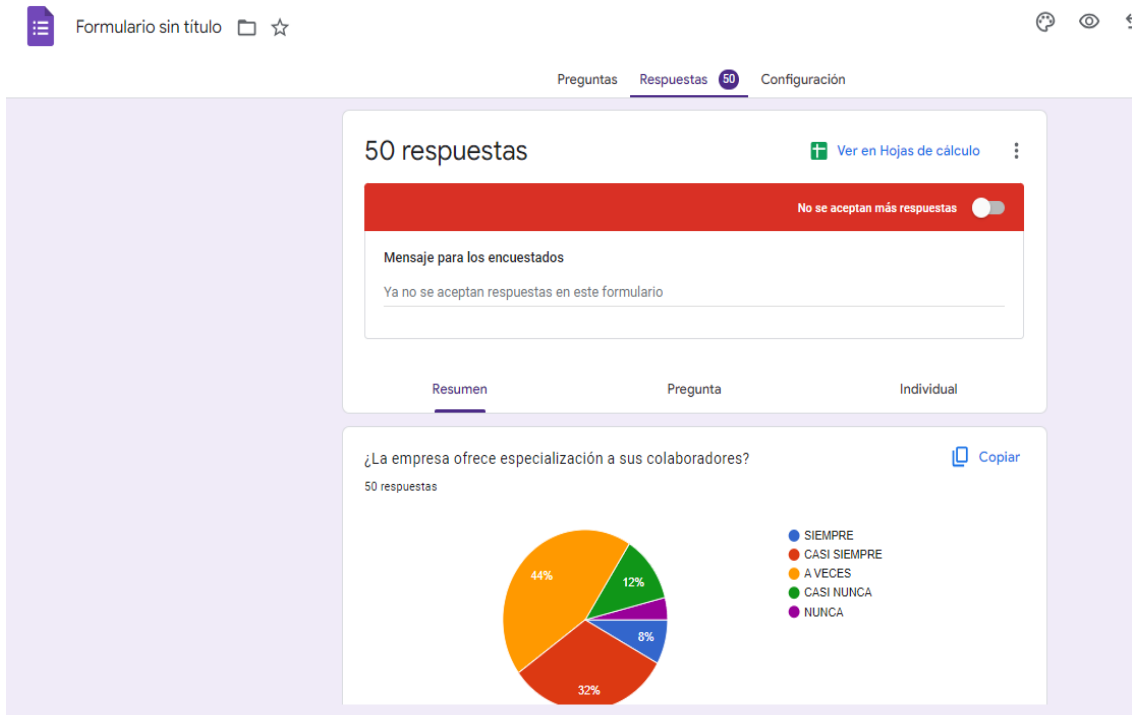 Formulario sin título
Preguntas Respuestas 50 Configuración
50 respuestas
Ver en Hojas de cálculo
No se aceptan más respuestas
Mensaje para los encuestados
Ya no se aceptan respuestas en este formulario
Resumen Pregunta Individual
¿La empresa ofrece especialización a sus colaboradores?
Copiar
50 respuestas
44%
12%
8%
32%
SIEMPRE
CASI SIEMPRE
A VECES
CASI NUNCA
NUNCA